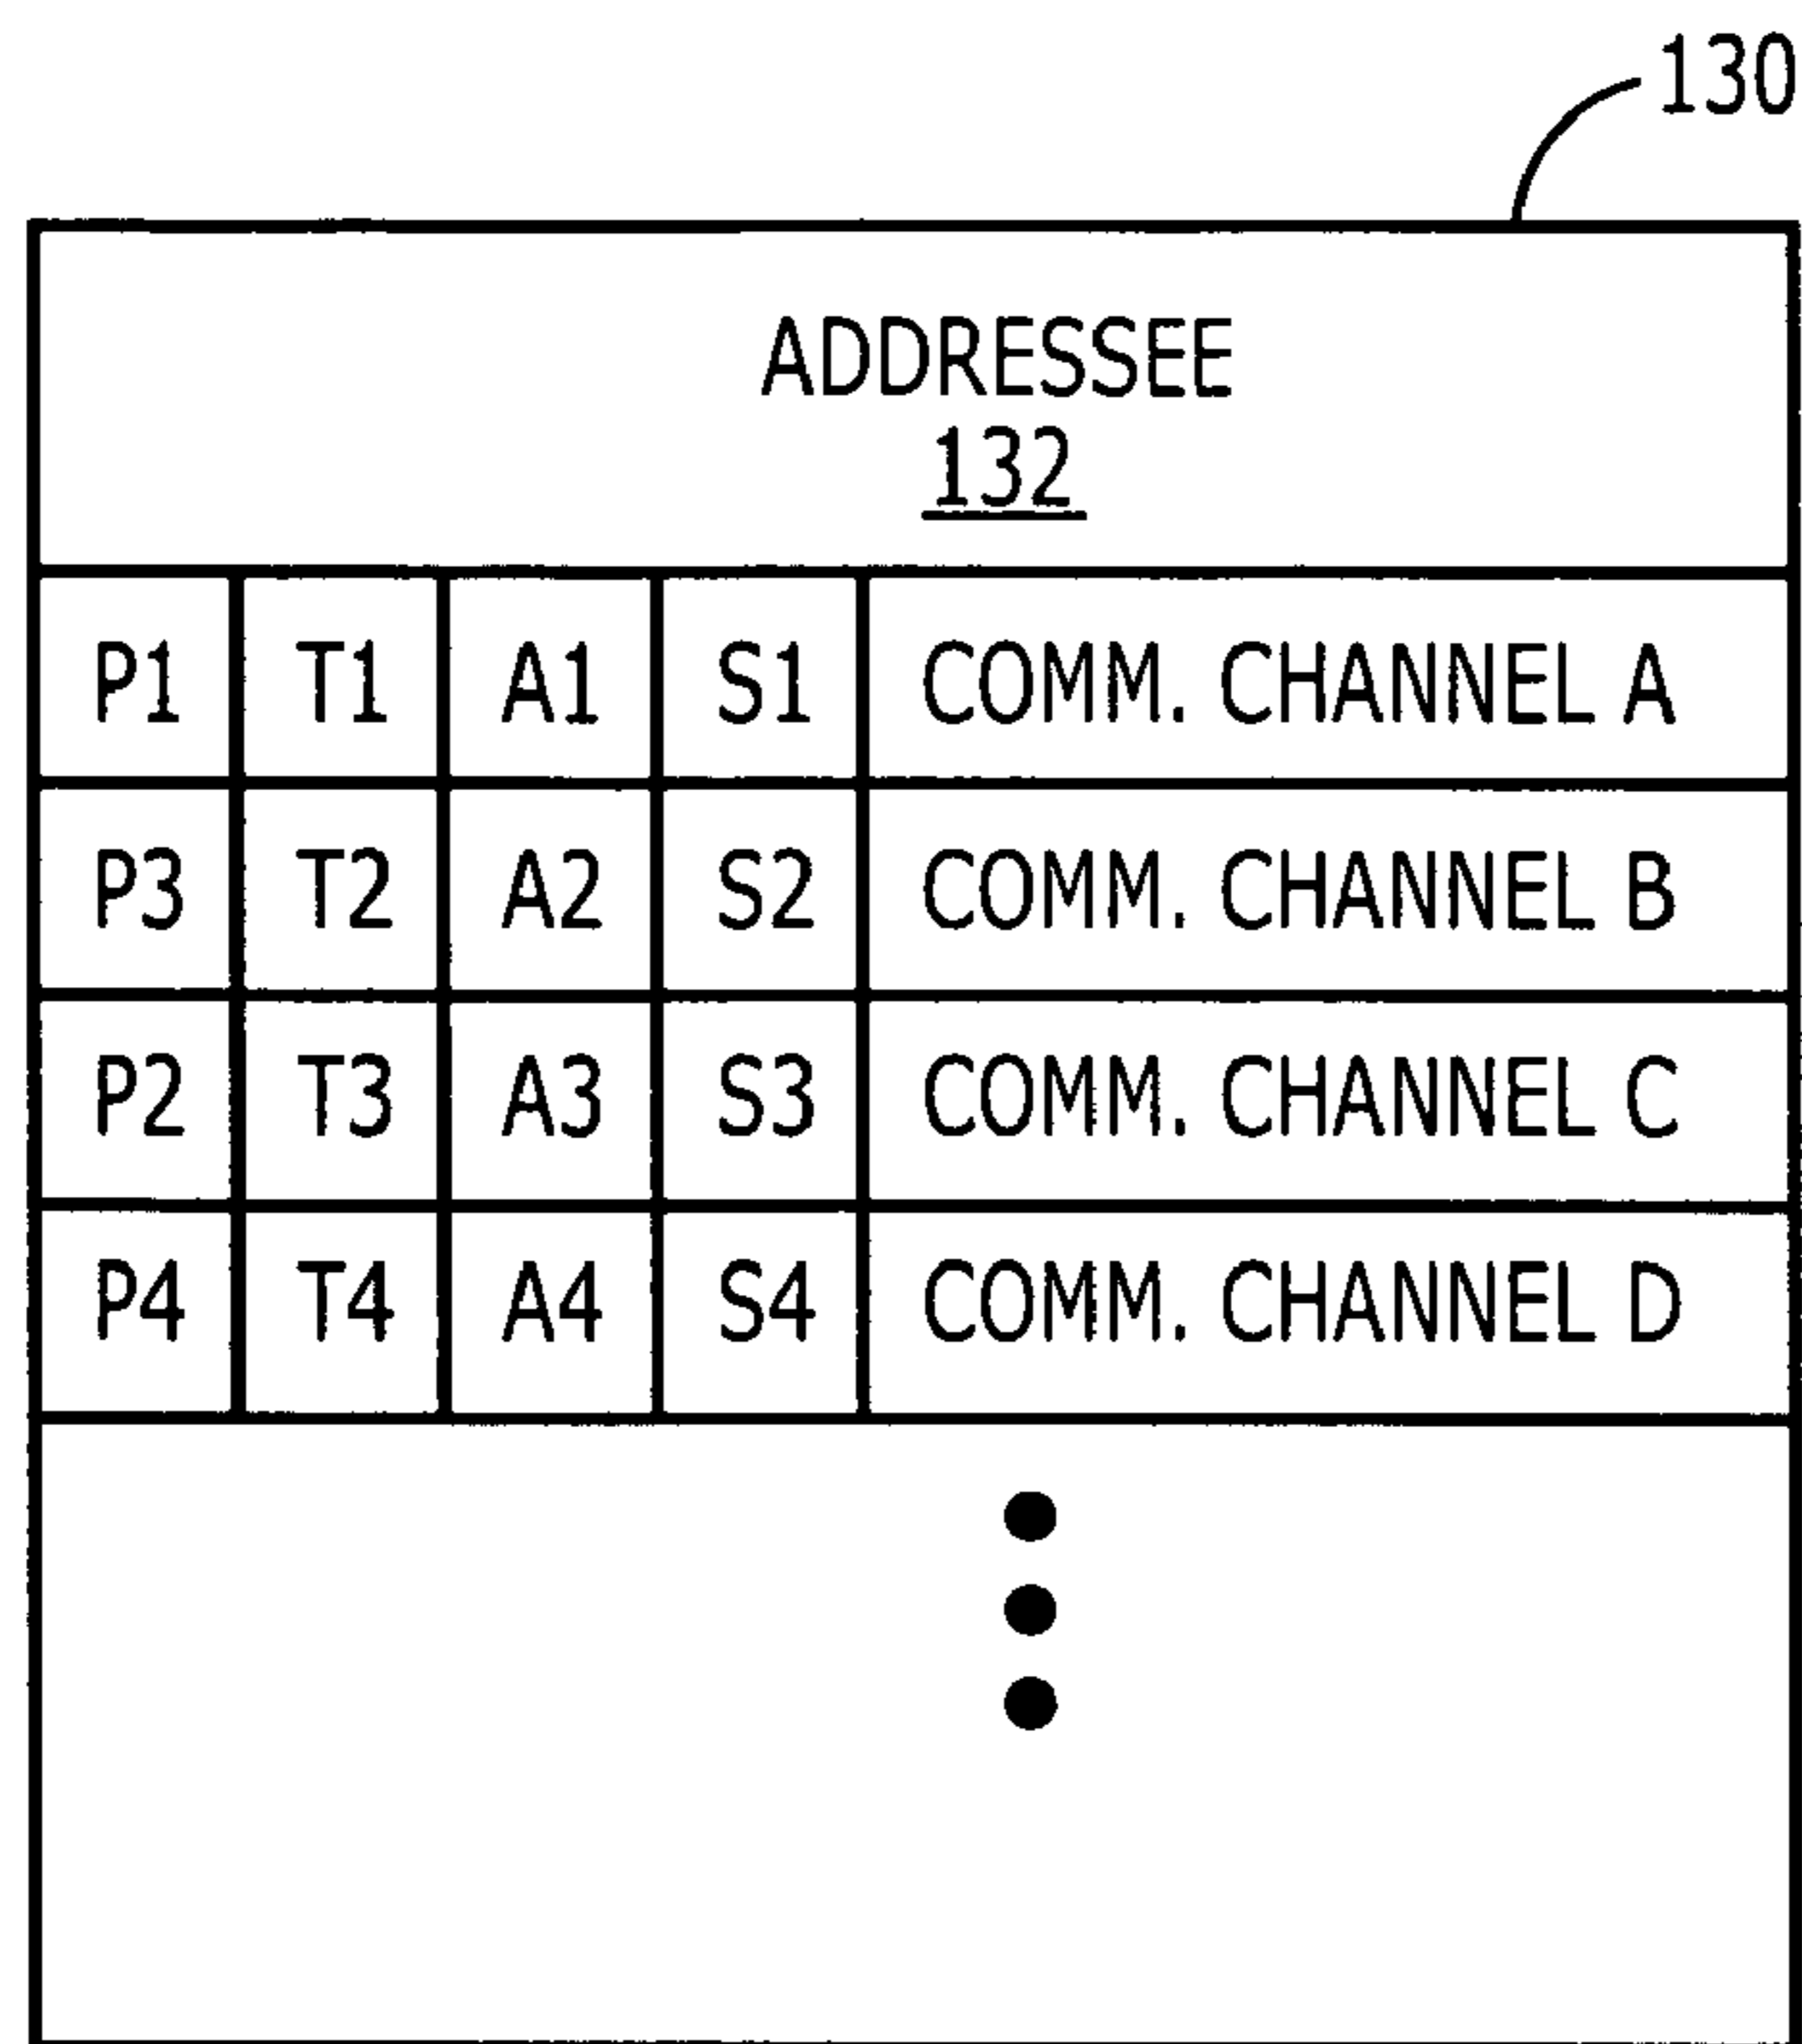 130
ADDRESSEE
132
P1 T1 A1 S1 COMM. CHANNEL A
P3 T2 A2 S2 COMM. CHANNEL B
P2 T3 A3 S3 COMM. CHANNEL C
P4 T4 A4 S4 COMM. CHANNEL D